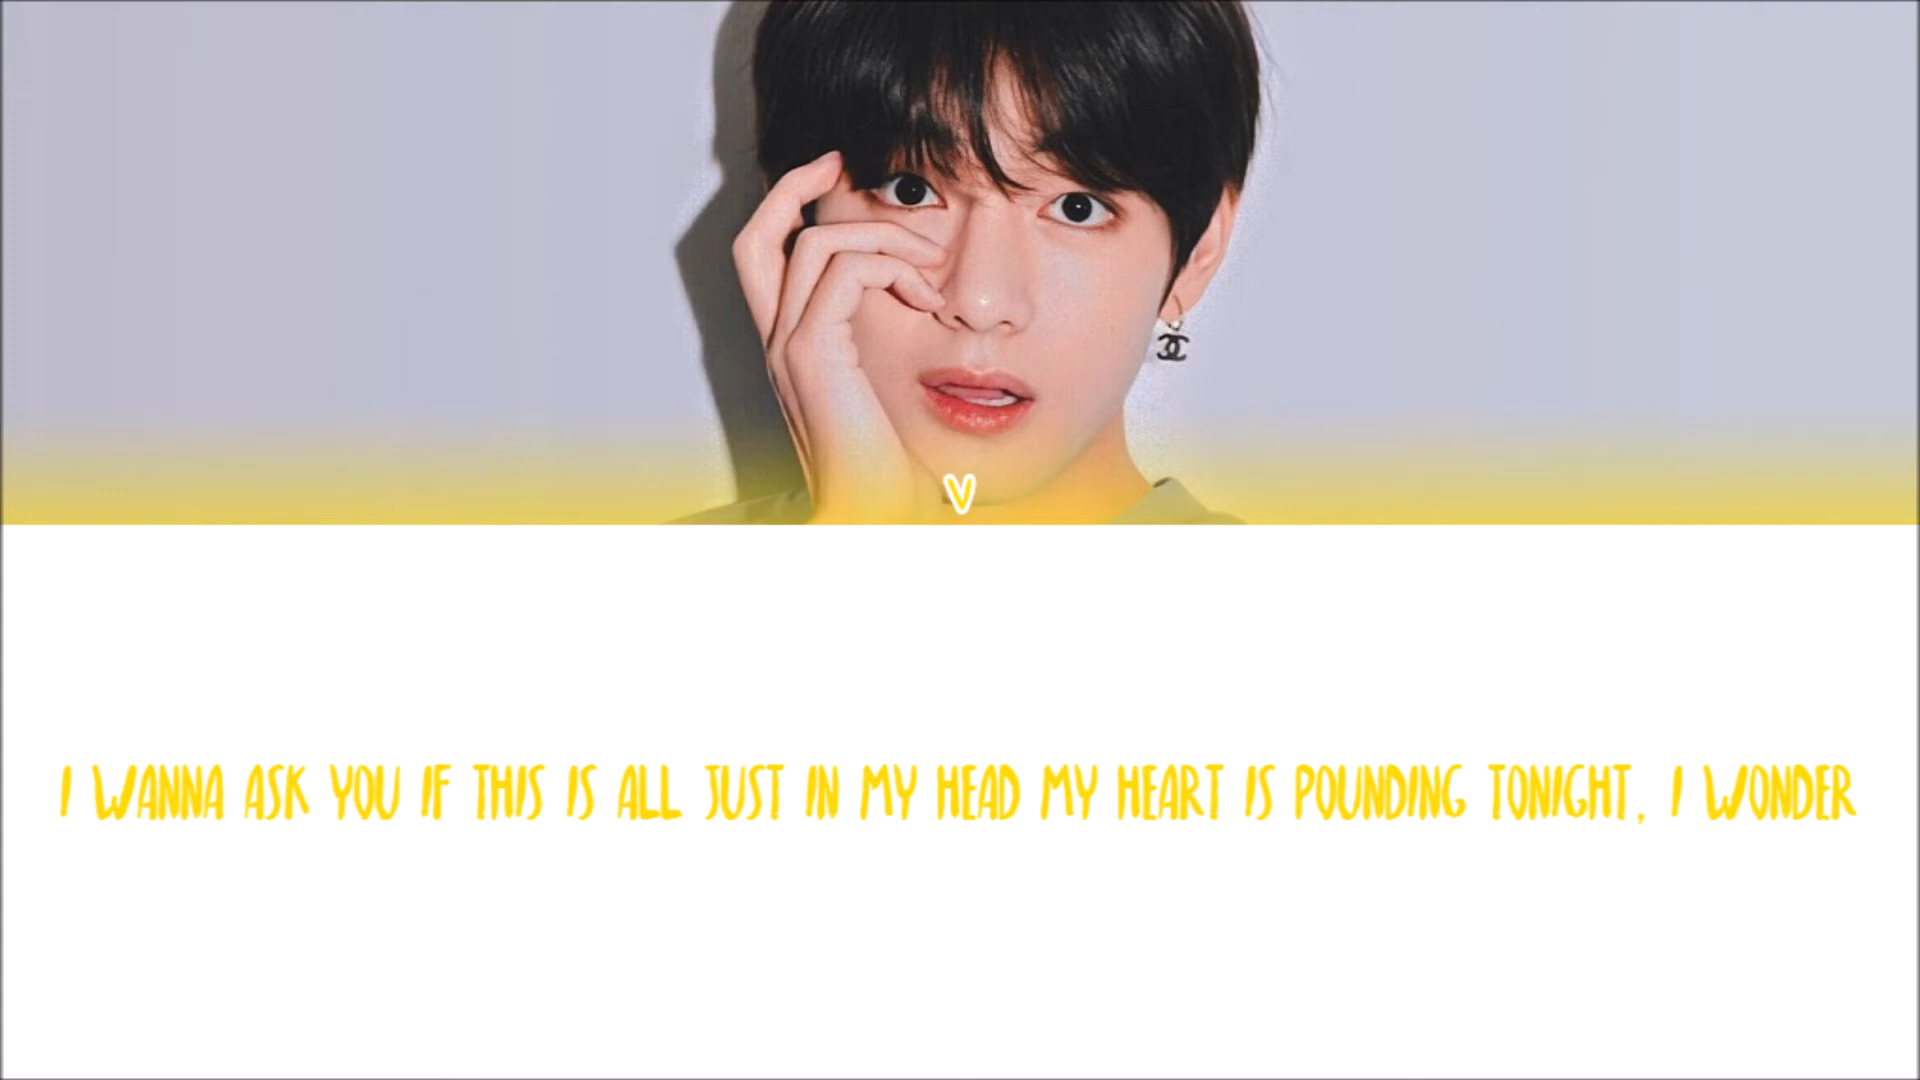 V
I WANNA ASK YOU IF THIS IS ALL JUST IN MY HEAD MY HEART IS POUNDING TONIGHT, I WONDER